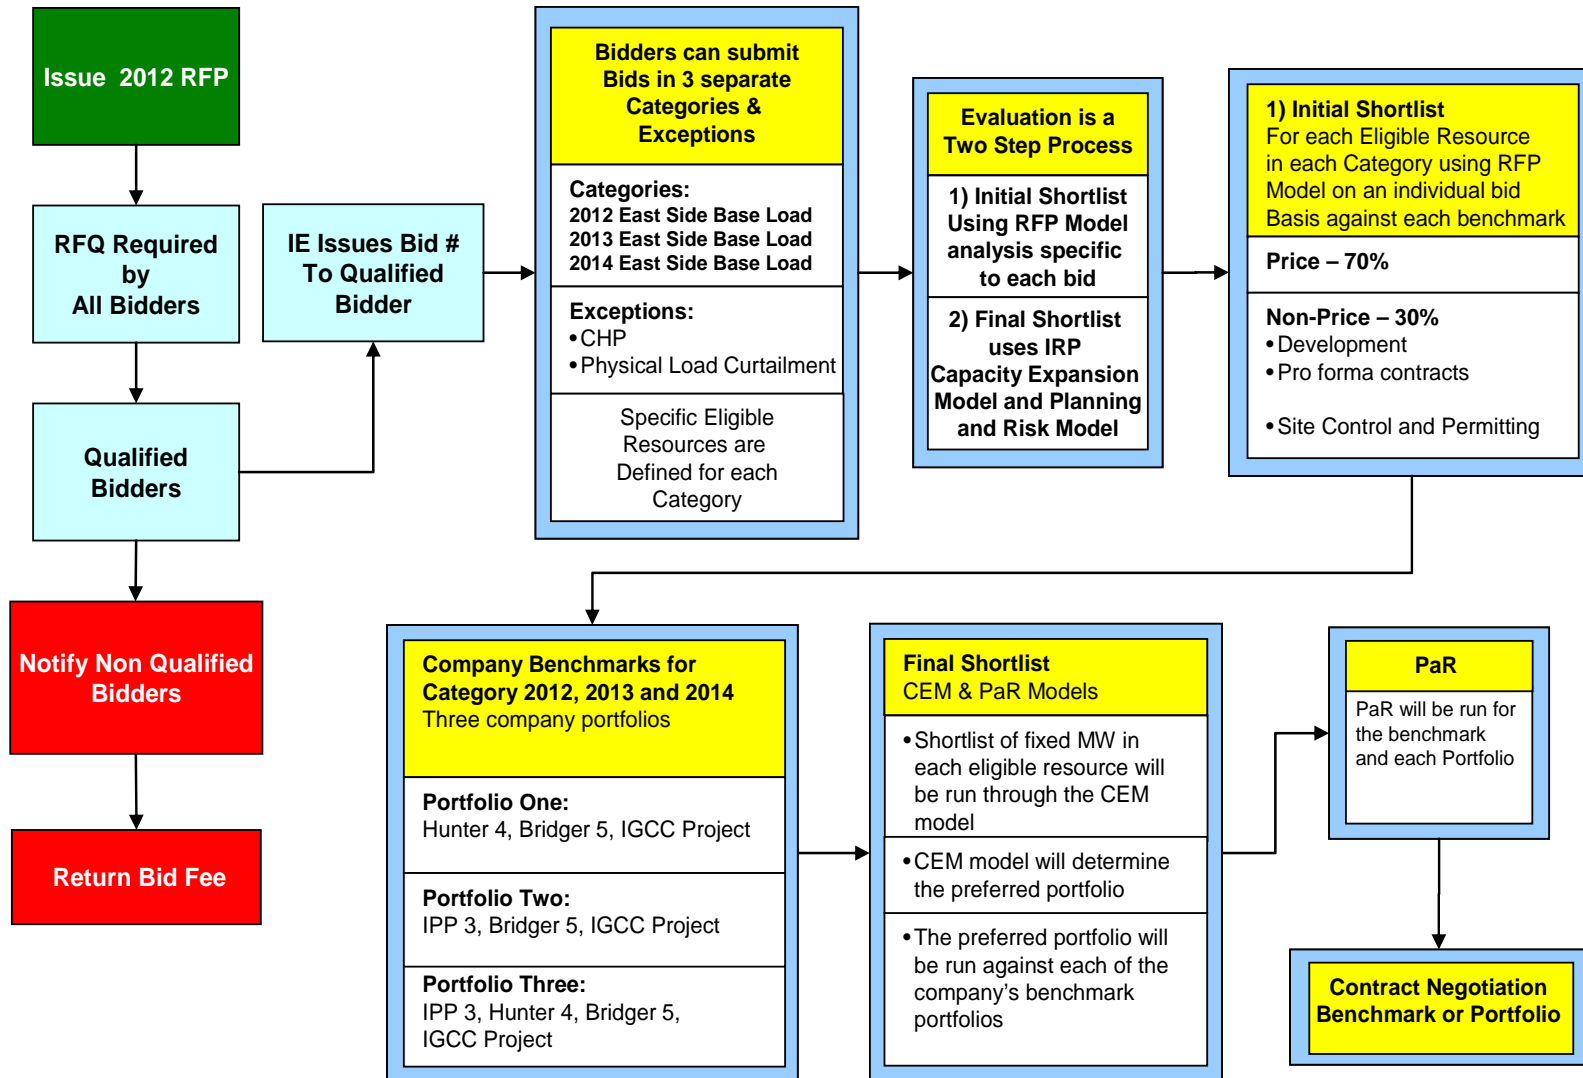 Issue 2012 RFP
RFQ Required
by
All Bidders
Qualified
Bidders
Notify Non Qualified
Bidders
Return Bid Fee
IE Issues Bid #
To Qualified
Bidder
Bidders can submit
Bids in 3 separate
Categories &
Exceptions
Categories:
2012 East Side Base Load
2013 East Side Base Load
2014 East Side Base Load
Exceptions:
•CHP
•Physical Load Curtailment
Specific Eligible
Resources are
Defined for each
Category
Evaluation is a
Two Step Process
1) Initial Shortlist
Using RFP Model
analysis specific
to each bid
2) Final Shortlist
uses IRP
Capacity Expansion
Model and Planning
and Risk Model
1) Initial Shortlist
For each Eligible Resource
in each Category using RFP
Model on an individual bid
Basis against each benchmark
Price – 70%
Non-Price – 30%
•Development
•Pro forma contracts
•Site Control and Permitting
Company Benchmarks for
Category 2012, 2013 and 2014
Three company portfolios
Portfolio One:
Hunter 4, Bridger 5, IGCC Project
Portfolio Two:
IPP 3, Bridger 5, IGCC Project
Portfolio Three:
IPP 3, Hunter 4, Bridger 5,
IGCC Project
Final Shortlist
CEM & PaR Models
•Shortlist of fixed MW in
each eligible resource will
be run through the CEM
model
•CEM model will determine
the preferred portfolio
•The preferred portfolio will
be run against each of the
company’s benchmark
portfolios
PaR
PaR will be run for
the benchmark
and each Portfolio
Contract Negotiation
Benchmark or Portfolio